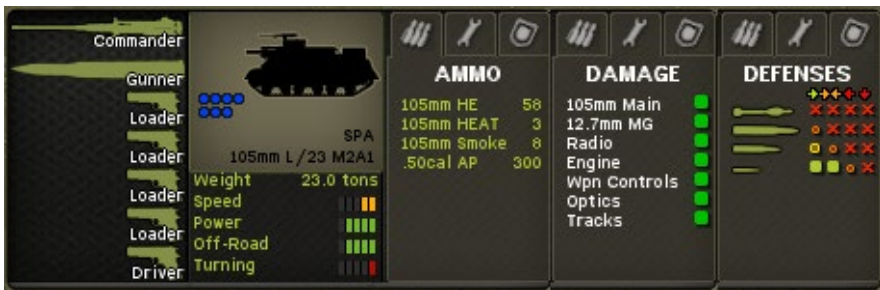 Commander
Gunner
Loader
Loader
Loader
Loader
Driver
SPA
105mm L/23 M2A1
Weight 23.0 tons
Speed
Power
Off-Road
Turning
AMMO
105mm HE 58
105mm HEAT 3
105mm Smoke 8
.50cal AP 300
DAMAGE
105mm Main
12.7mm MG
Radio
Engine
Wpn Controls
Optics
Tracks
DEFENSES